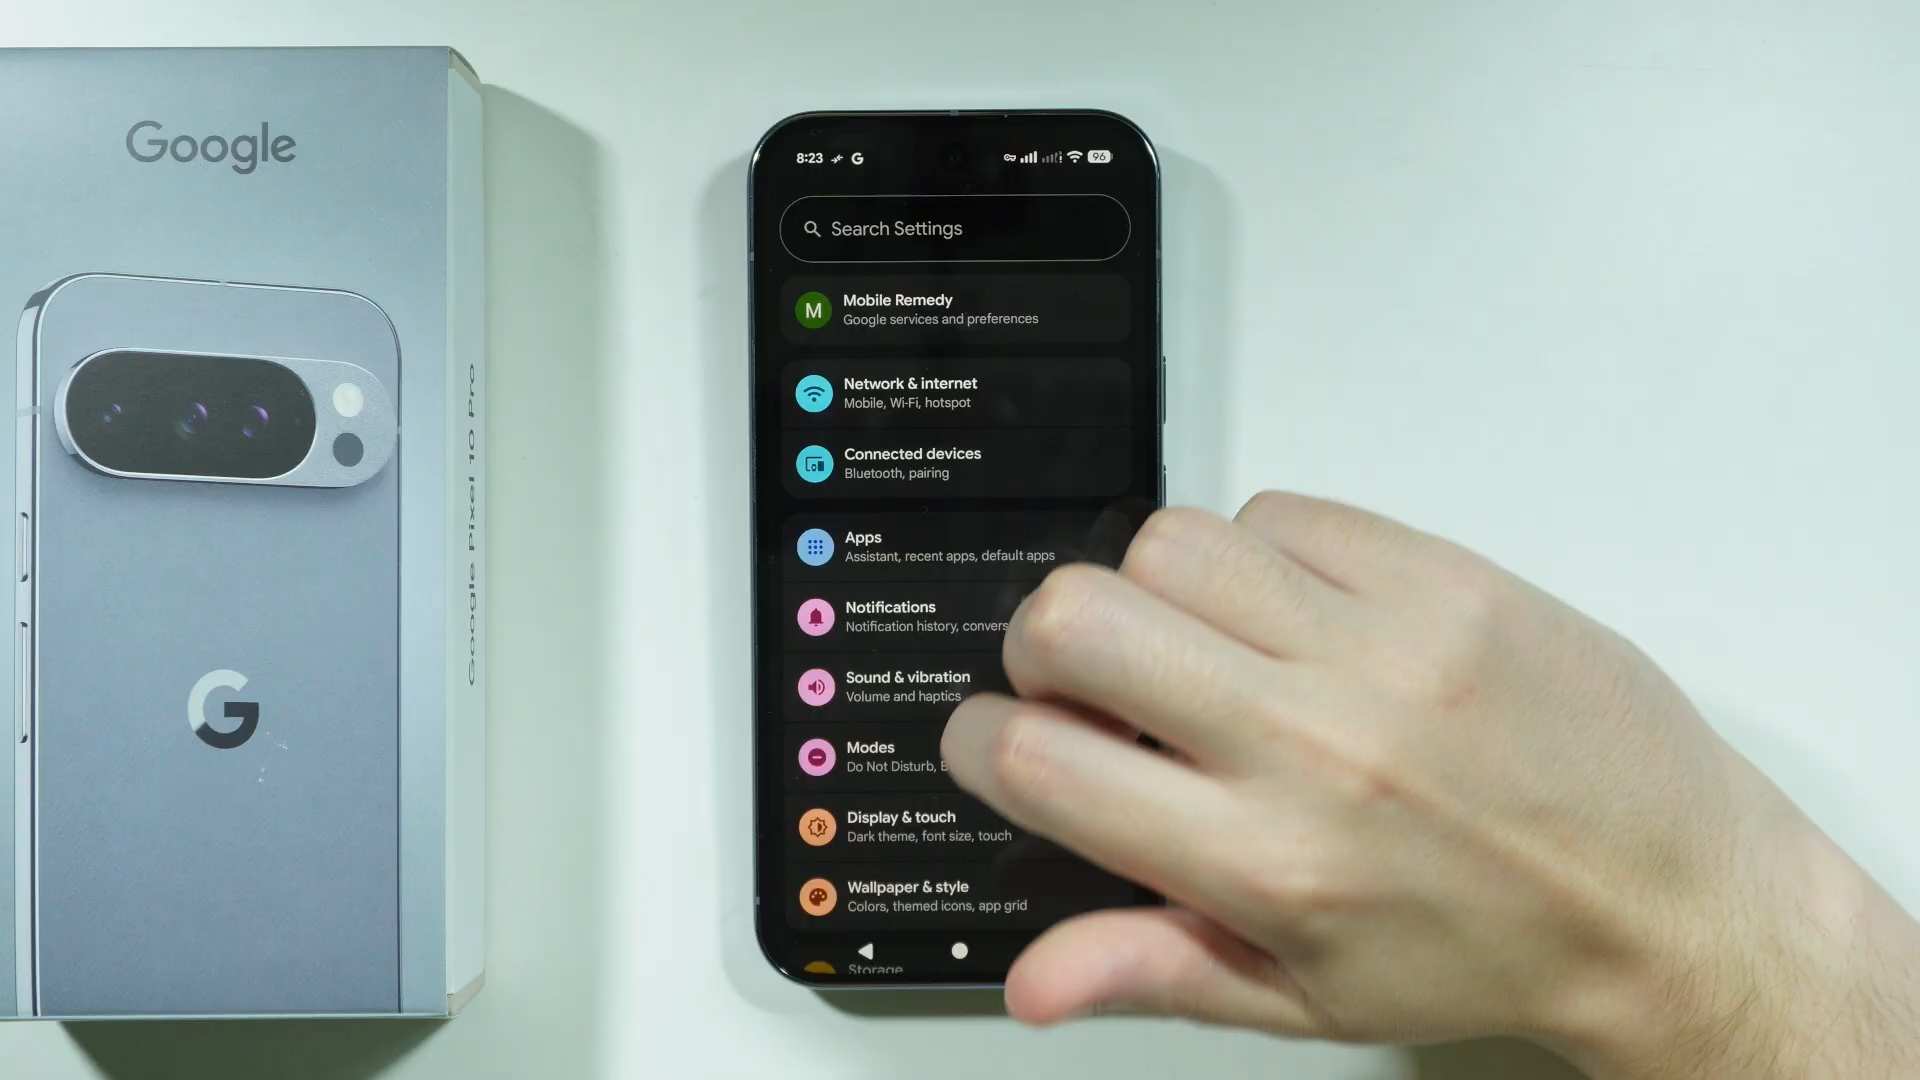 Google
Google Pixel 10 Pro
8:23
96
Search Settings
M
Mobile Remedy
Google services and preferences
Network & internet
Mobile, Wi-Fi, hotspot
Connected devices
Bluetooth, pairing
Apps
Assistant, recent apps, default apps
Notifications
Notification history, convers
Sound & vibration
Volume and haptics
Modes
Do Not Disturb,
Display & touch
Dark theme, font size, touch
Wallpaper & style
Colors, themed icons, app grid
Storage